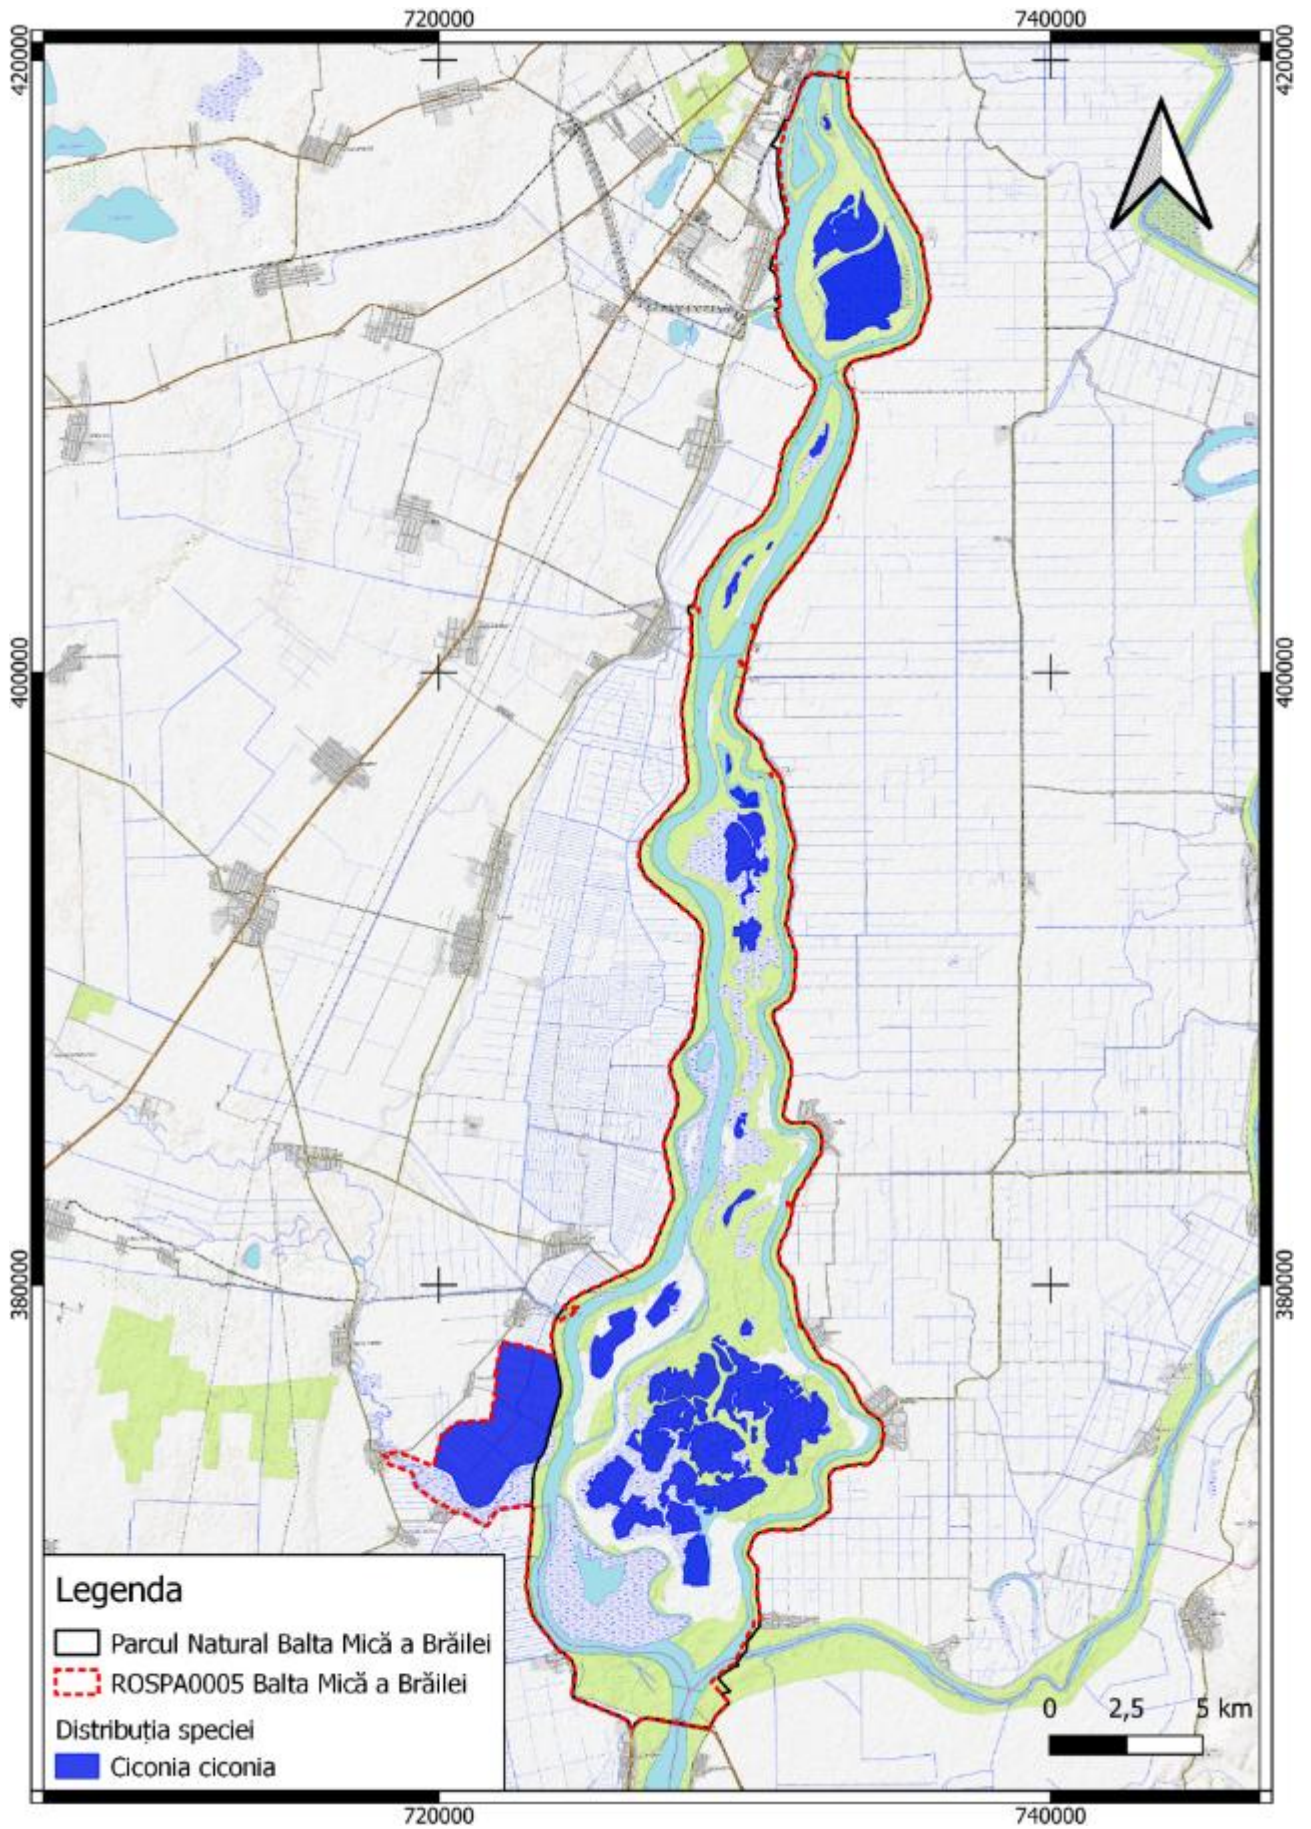 720000 740000
420000 420000
400000 400000
380000 380000
Legenda
Parcul Natural Balta Mică a Brăilei
ROSPA0005 Balta Mică a Brăilei
Distribuția speciei
Ciconia ciconia
0 2,5 5 km
720000 740000